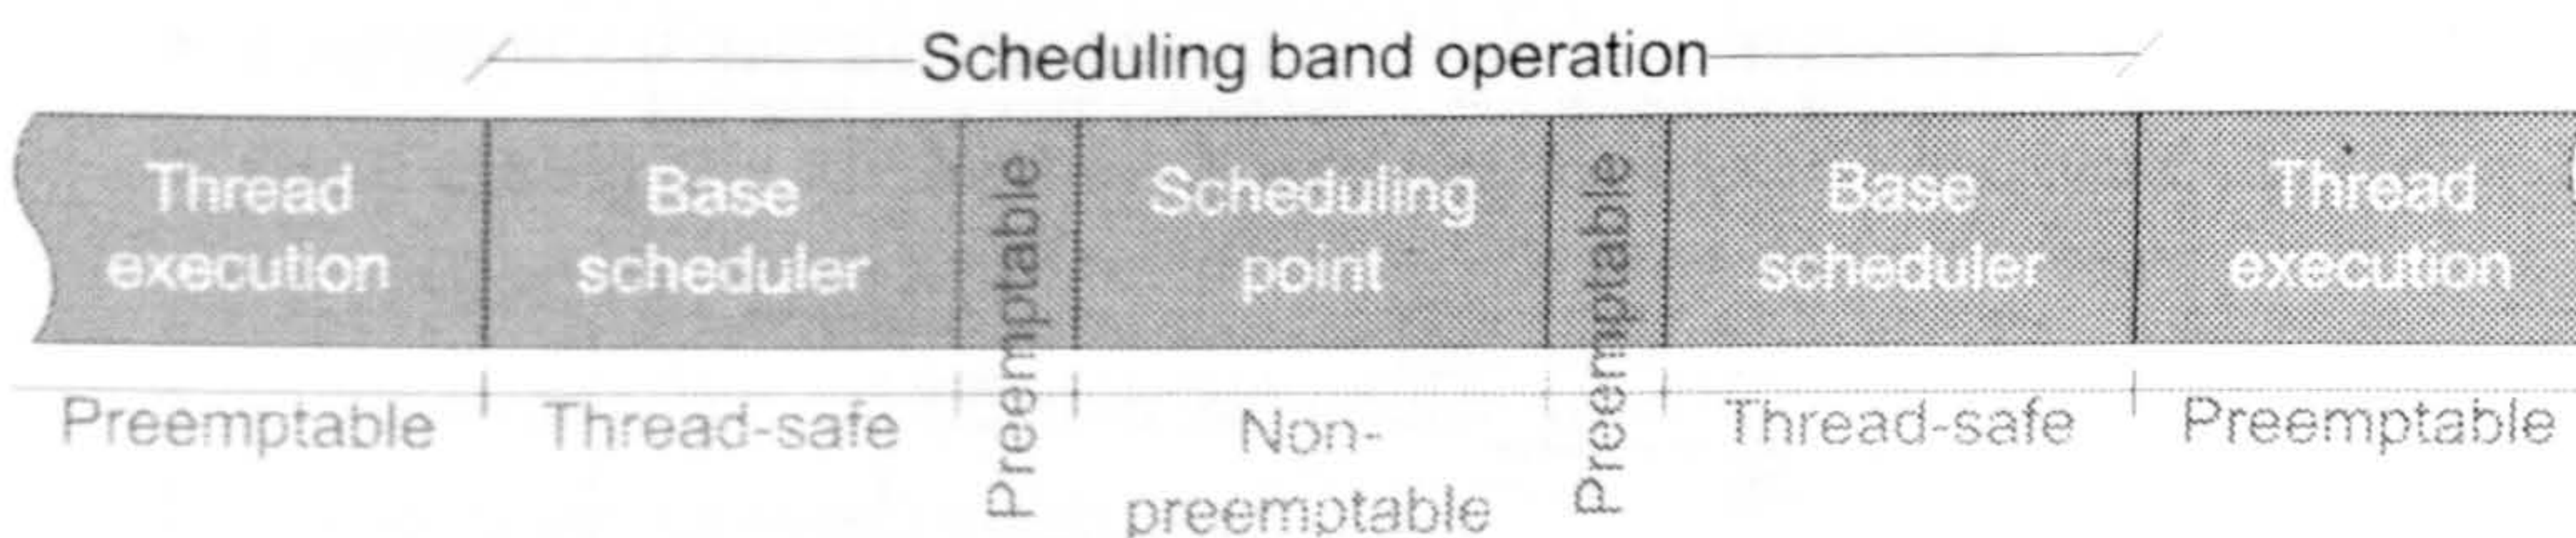 Scheduling band operation
Thread
execution
Base
scheduler
Preemptable
Scheduling
point
Preemptable
Base
scheduler
Thread
execution
Preemptable
Thread-safe
Non-
preemptable
Thread-safe
Preemptable